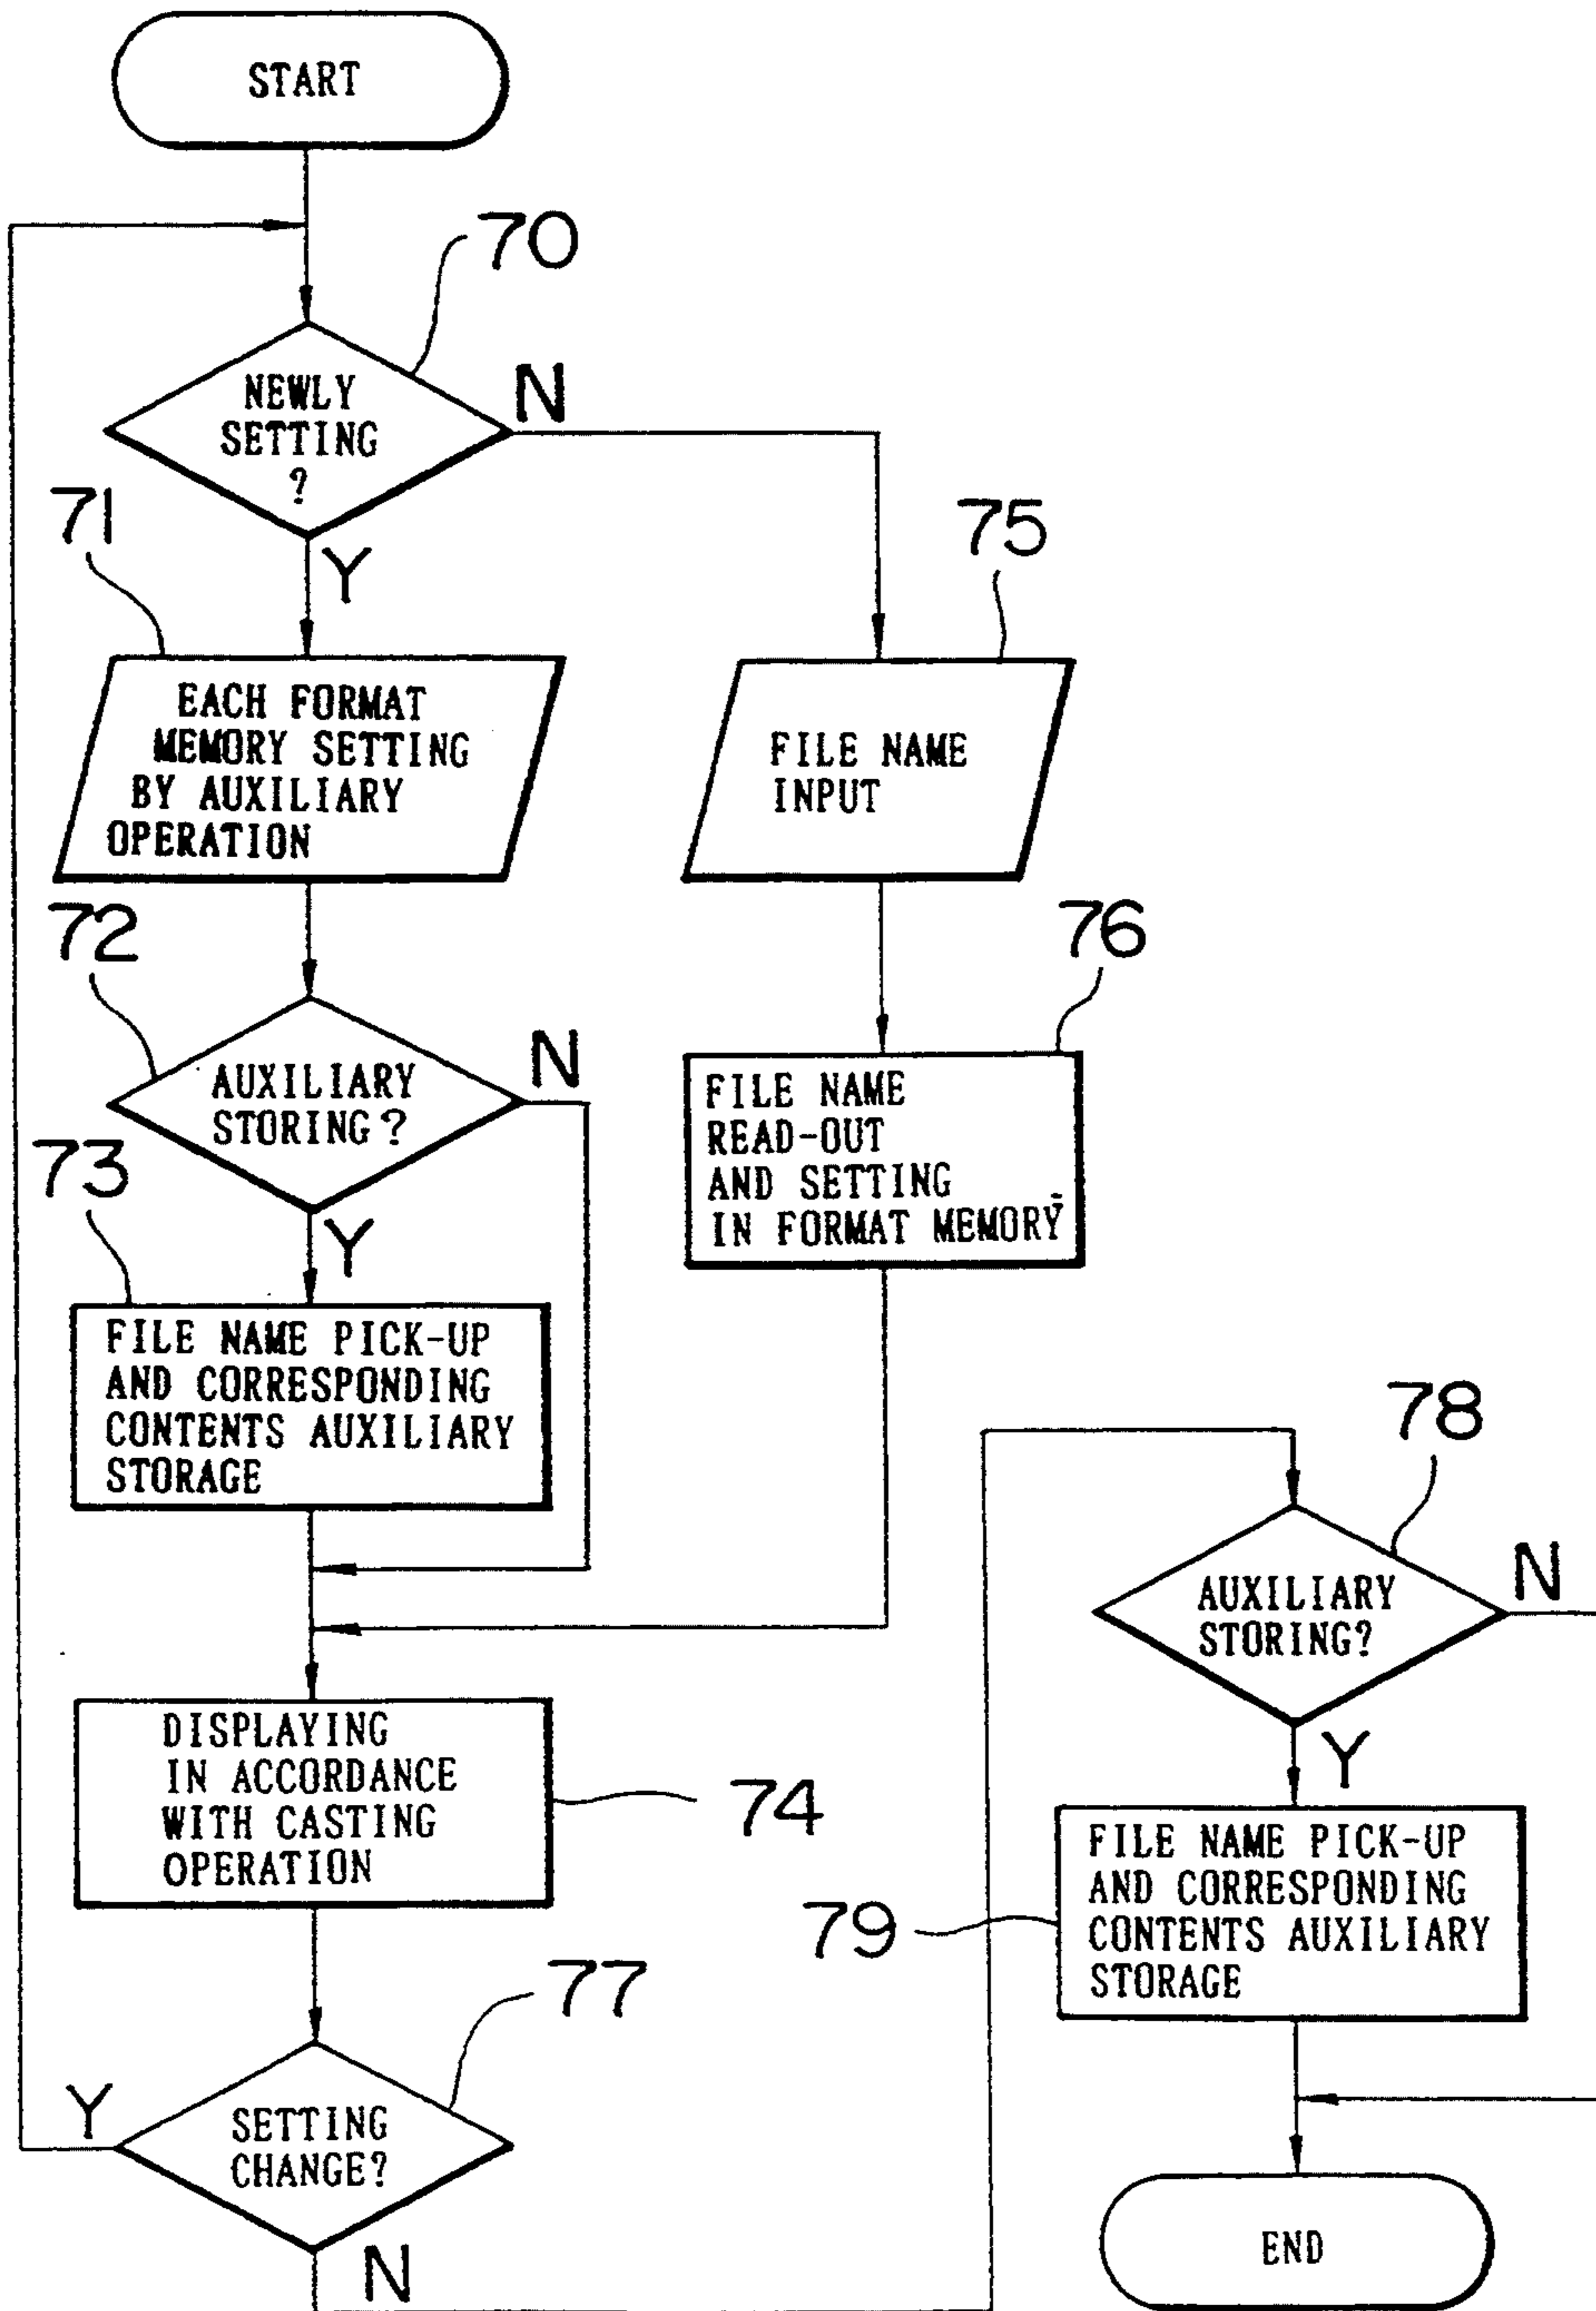 START
70
NEWLY
SETTING
?
N
Y
71
EACH FORMAT
MEMORY SETTING
BY AUXILIARY
OPERATION
75
FILE NAME
INPUT
72
AUXILIARY
STORING?
N
Y
76
FILE NAME
READ-OUT
AND SETTING
IN FORMAT MEMORY
73
FILE NAME PICK-UP
AND CORRESPONDING
CONTENTS AUXILIARY
STORAGE
74
DISPLAYING
IN ACCORDANCE
WITH CASTING
OPERATION
77
SETTING
CHANGE?
Y
N
78
AUXILIARY
STORING?
N
Y
79
FILE NAME PICK-UP
AND CORRESPONDING
CONTENTS AUXILIARY
STORAGE
END